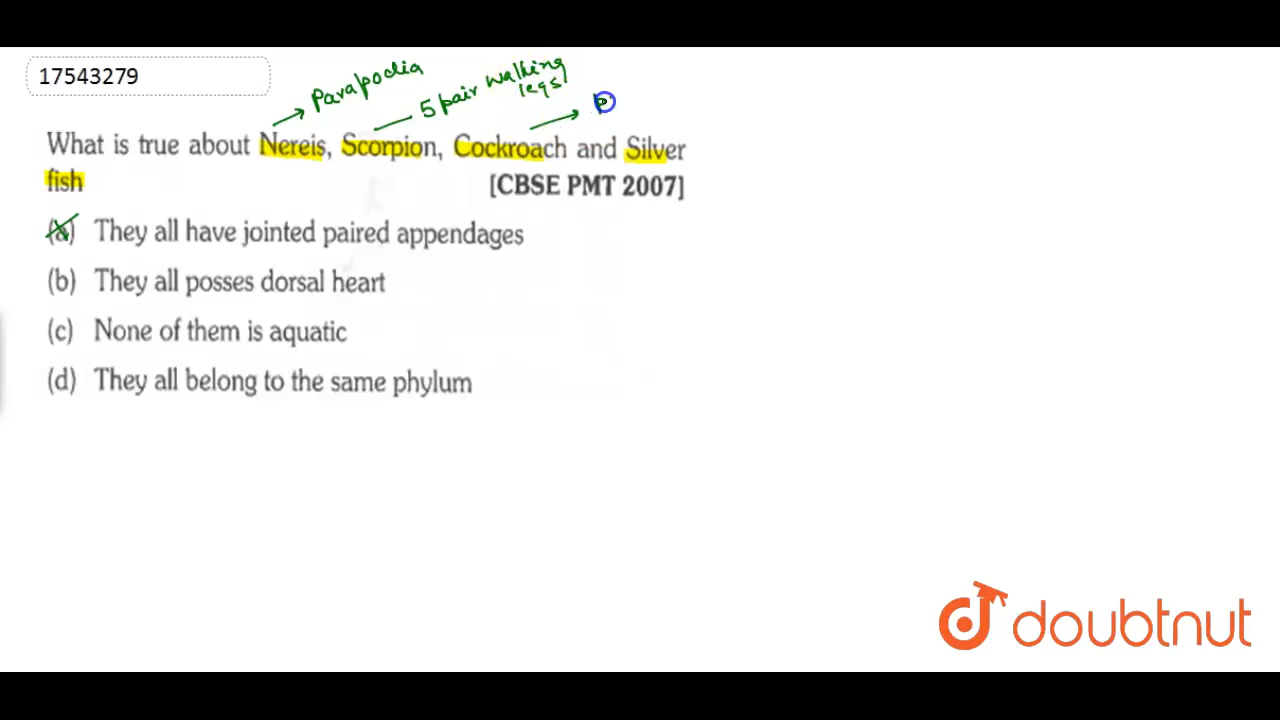 17543279
Parapodia
5 pair walking
legs
P
What is true about Nereis, Scorpion, Cockroach and Silver
fish
[CBSE PMT 2007]
(a) They all have jointed paired appendages
(b) They all posses dorsal heart
(c) None of them is aquatic
(d) They all belong to the same phylum
doubtnut